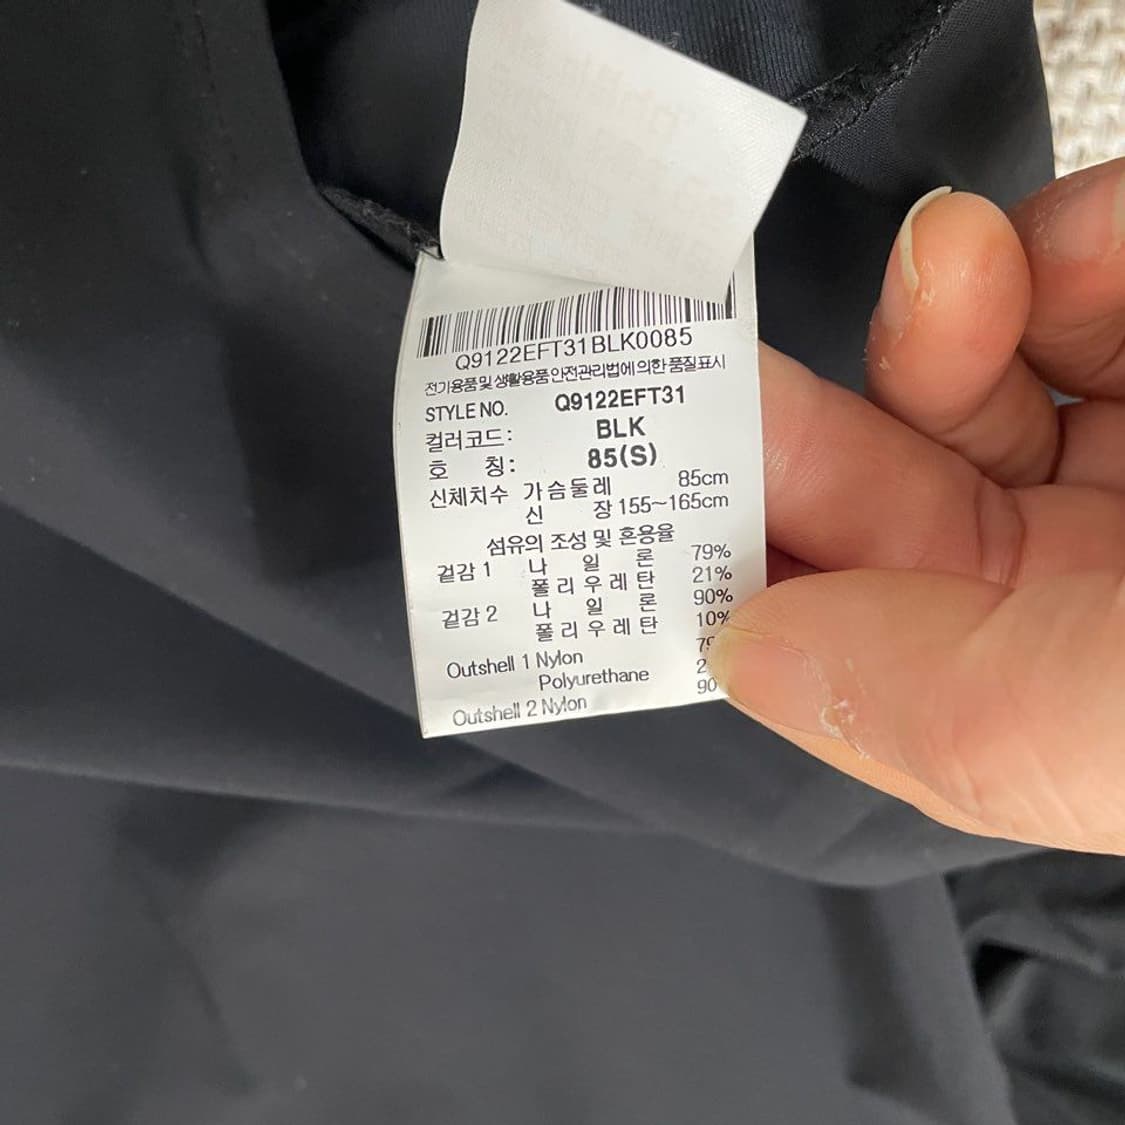 Q9122EFT31BLK0085
전기용품및 생활용품 안전관리법에 의한 품질표시
STYLE NO. Q9122EFT31
컬러코드: BLK
호 칭: 85(S)
신체치수 가슴둘레 85cm
신 장 155~165cm
섬유의 조성 및 혼용율
겉감 1 나 일 론 79%
폴리우레탄 21%
겉감 2 나 일 론 90%
폴리우레탄 10%
Outshell 1 Nylon
Polyurethane
Outshell 2 Nylon 90